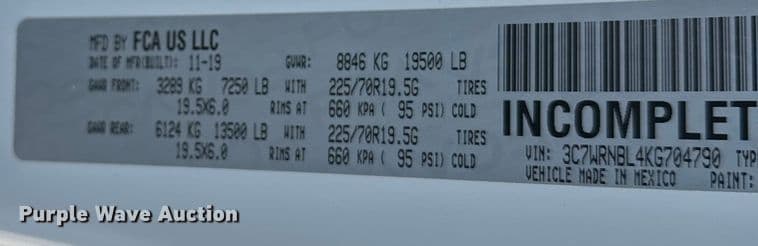 MFD BY FCA US LLC
DATE OF MFR(BUILT): 11-19 GVWR: 8846 KG 19500 LB
GAWR FRONT: 3289 KG 7250 LB WITH 225/70R19.5G TIRES
19.5X6.0 RIMS AT 660 KPA ( 95 PSI) COLD
GAWR REAR: 6124 KG 13500 LB WITH 225/70R19.5G TIRES
19.5X6.0 RIMS AT 660 KPA ( 95 PSI) COLD
INCOMPLET
VIN: 3C7WRNBL4KG704790 TYP
VEHICLE MADE IN MEXICO PAINT:
Purple Wave Auction